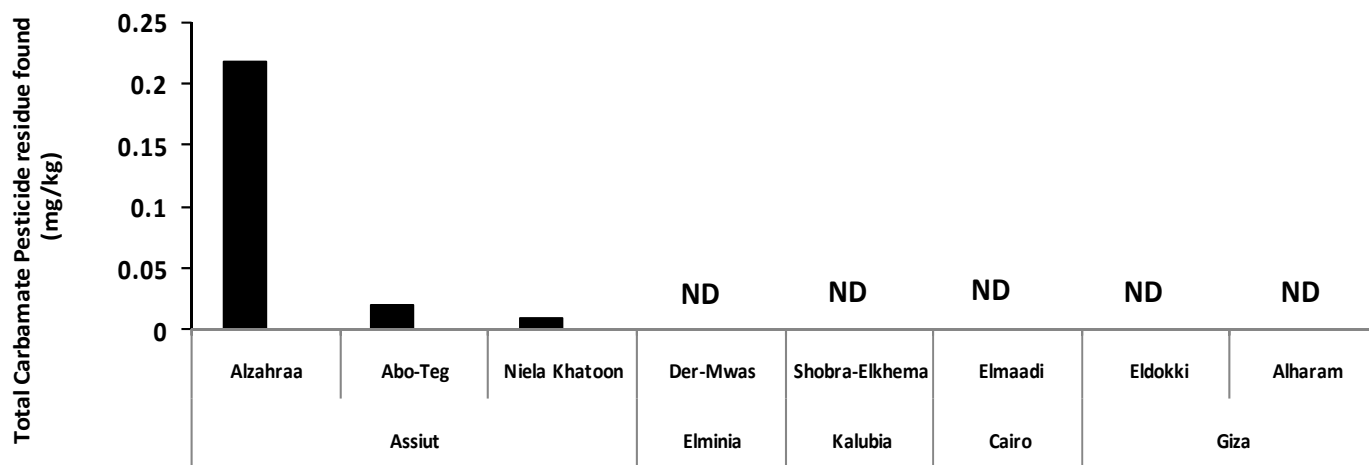 Total Carbamate Pesticide residue found
(mg/kg)
0.25
0.2
0.15
0.1
0.05
0
ND ND ND ND ND
Alzahraa Abo-Teg Niela Khatoon Der-Mwas Shobra-Elkhema Elmaadi Eldokki Alharam
Assiut Elminia Kalubia Cairo Giza